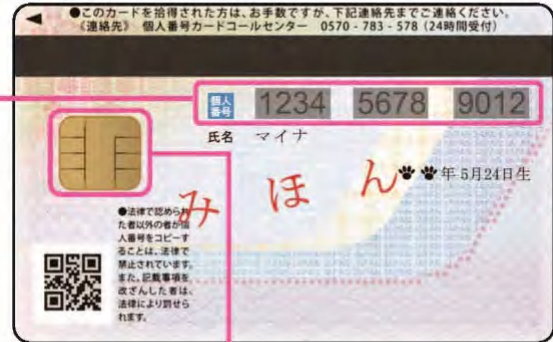 ●このカードを拾得された方は、お手数ですが、下記連絡先までご連絡ください。
《連絡先》 個人番号カードコールセンター 0570-783-578 (24時間受付)
個人番号 1234 5678 9012
氏名 マイナ
年 5月24日生
みほん
●法律で認められ
た者以外の者が個
人番号をコピーす
ることは、法律で
禁止されています。
また、記載事項を
改ざんした者は、
法律により罰せら
れます。